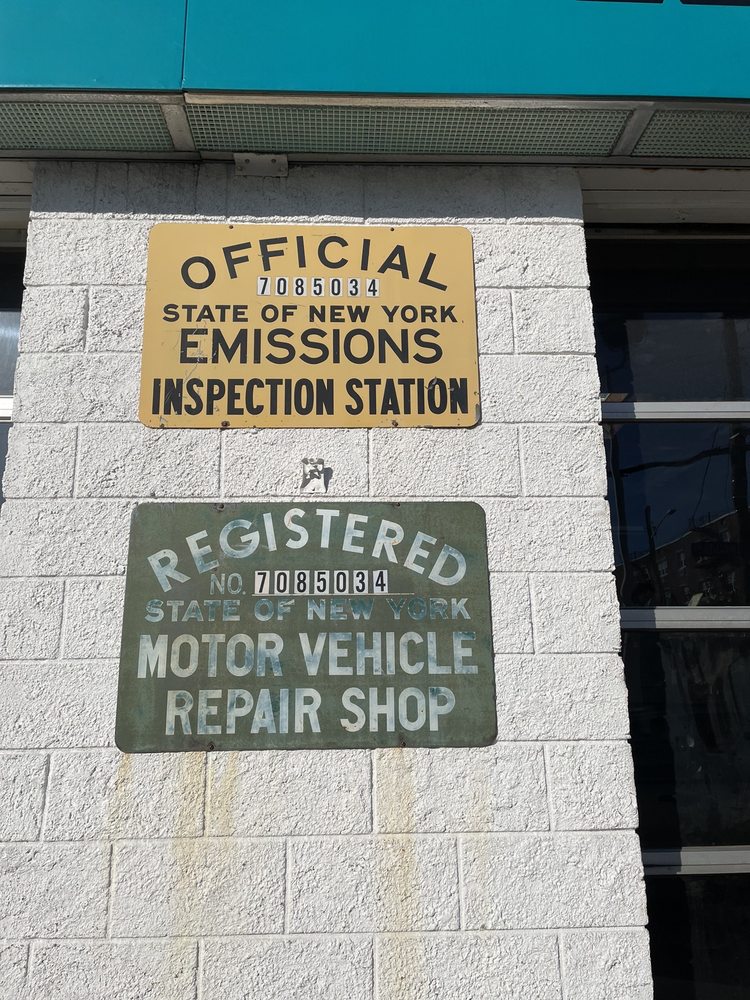 OFFICIAL
7085034
STATE OF NEW YORK
EMISSIONS
INSPECTION STATION
REGISTERED
NO. 7085034
STATE OF NEW YORK
MOTOR VEHICLE
REPAIR SHOP